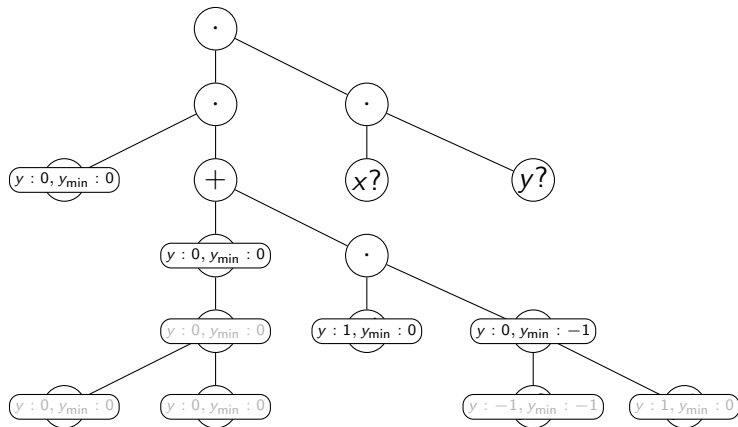 ·
· ·
y : 0, y_min : 0 + x? y?
y : 0, y_min : 0 ·
y : 0, y_min : 0 y : 1, y_min : 0 y : 0, y_min : −1
y : 0, y_min : 0 y : 0, y_min : 0 y : −1, y_min : −1 y : 1, y_min : 0